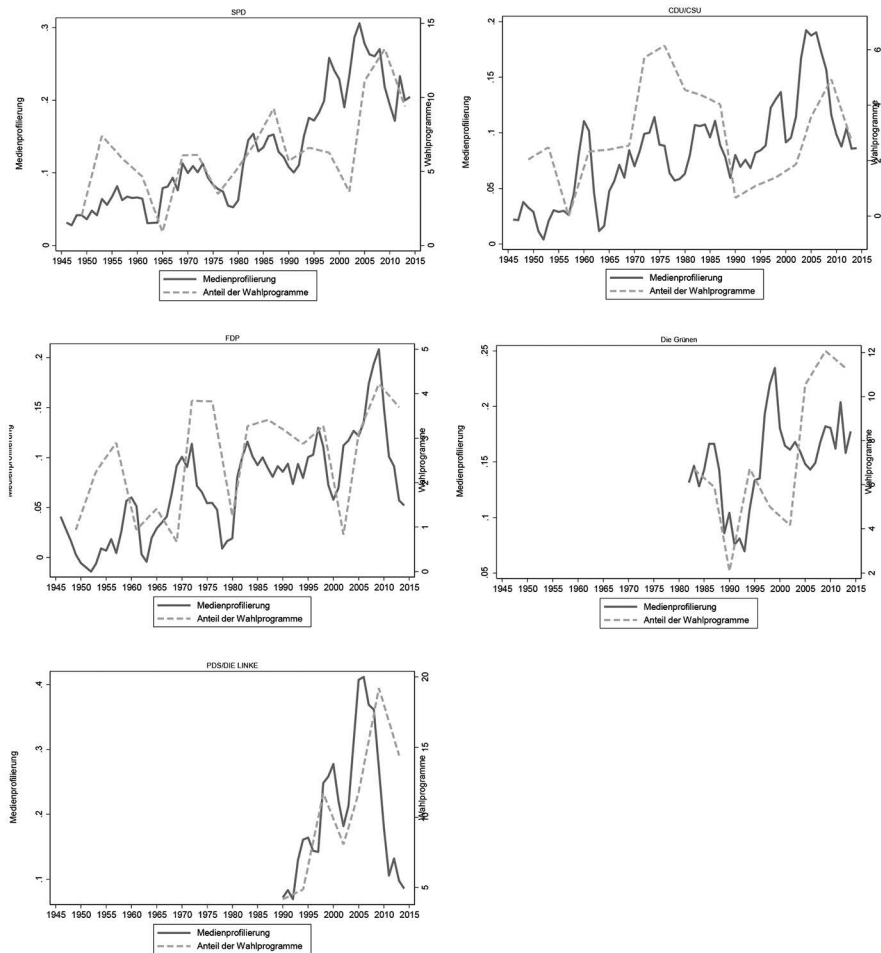 SPD
Medienprofilierung
.3
.2
.1
0
15
10
5
0
Wahlprogramme
1945 1950 1955 1960 1965 1970 1975 1980 1985 1990 1995 2000 2005 2010 2015
Medienprofilierung
Anteil der Wahlprogramme
CDU/CSU
Medienprofilierung
.2
.15
.1
.05
0
6
4
2
0
Wahlprogramme
1945 1950 1955 1960 1965 1970 1975 1980 1985 1990 1995 2000 2005 2010 2015
Medienprofilierung
Anteil der Wahlprogramme
FDP
Medienprofilierung
.2
.15
.1
.05
0
5
4
3
2
1
0
Wahlprogramme
1945 1950 1955 1960 1965 1970 1975 1980 1985 1990 1995 2000 2005 2010 2015
Medienprofilierung
Anteil der Wahlprogramme
Die Grünen
Medienprofilierung
.25
.2
.15
.1
.05
12
10
8
6
4
2
Wahlprogramme
1945 1950 1955 1960 1965 1970 1975 1980 1985 1990 1995 2000 2005 2010 2015
Medienprofilierung
Anteil der Wahlprogramme
PDS/DIE LINKE
Medienprofilierung
.4
.3
.2
.1
20
15
10
5
Wahlprogramme
1945 1950 1955 1960 1965 1970 1975 1980 1985 1990 1995 2000 2005 2010 2015
Medienprofilierung
Anteil der Wahlprogramme